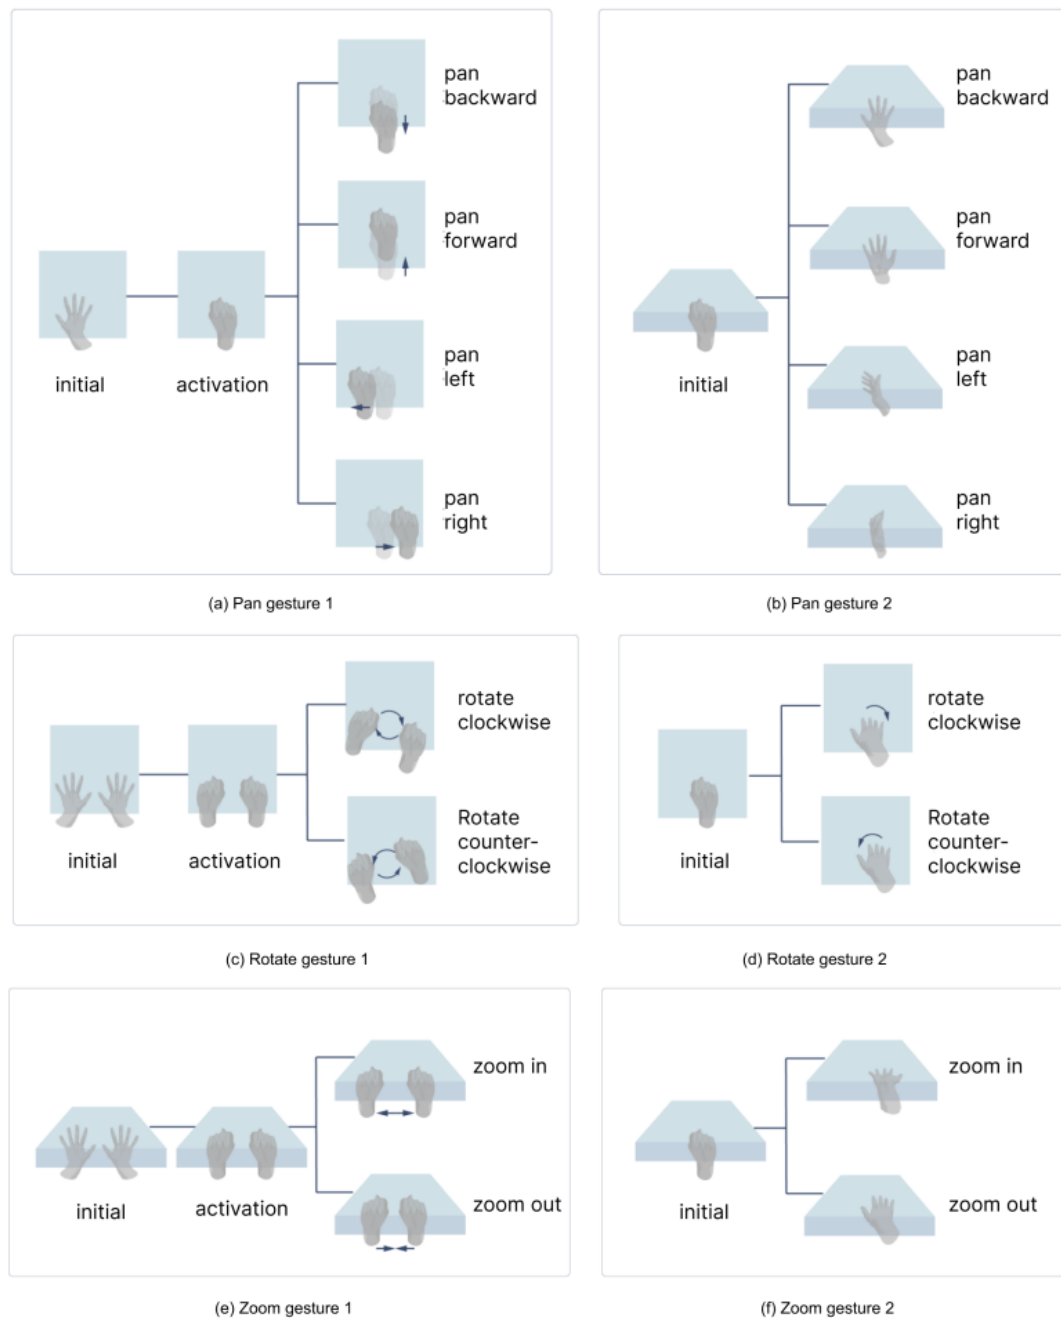 pan
backward
pan
forward
initial
activation
pan
left
pan
right
(a) Pan gesture 1
pan
backward
pan
forward
initial
pan
left
pan
right
(b) Pan gesture 2
rotate
clockwise
initial
activation
Rotate
counter-
clockwise
(c) Rotate gesture 1
rotate
clockwise
initial
Rotate
counter-
clockwise
(d) Rotate gesture 2
zoom in
initial
activation
zoom out
(e) Zoom gesture 1
zoom in
initial
zoom out
(f) Zoom gesture 2